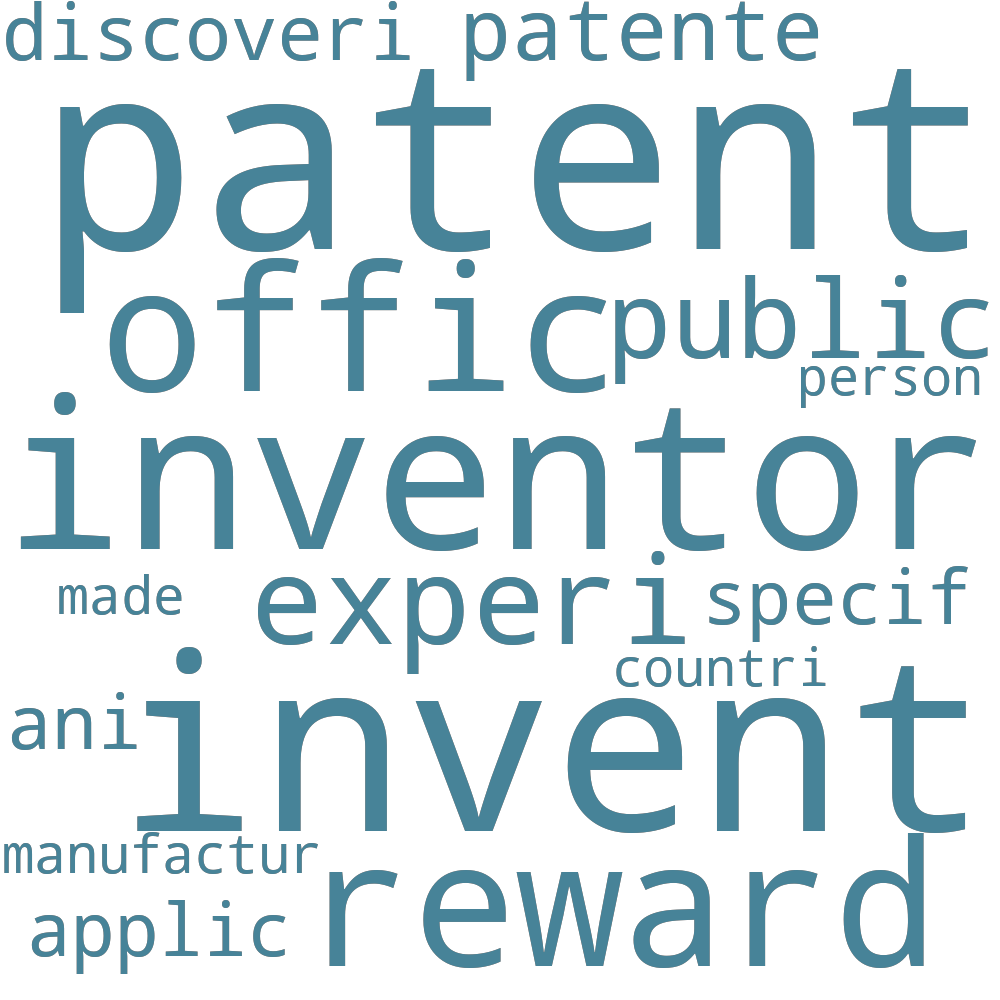 discoveri patente
patent
offic public
person
inventor
made experi specif
countri
ani invent
manufactur
applic reward